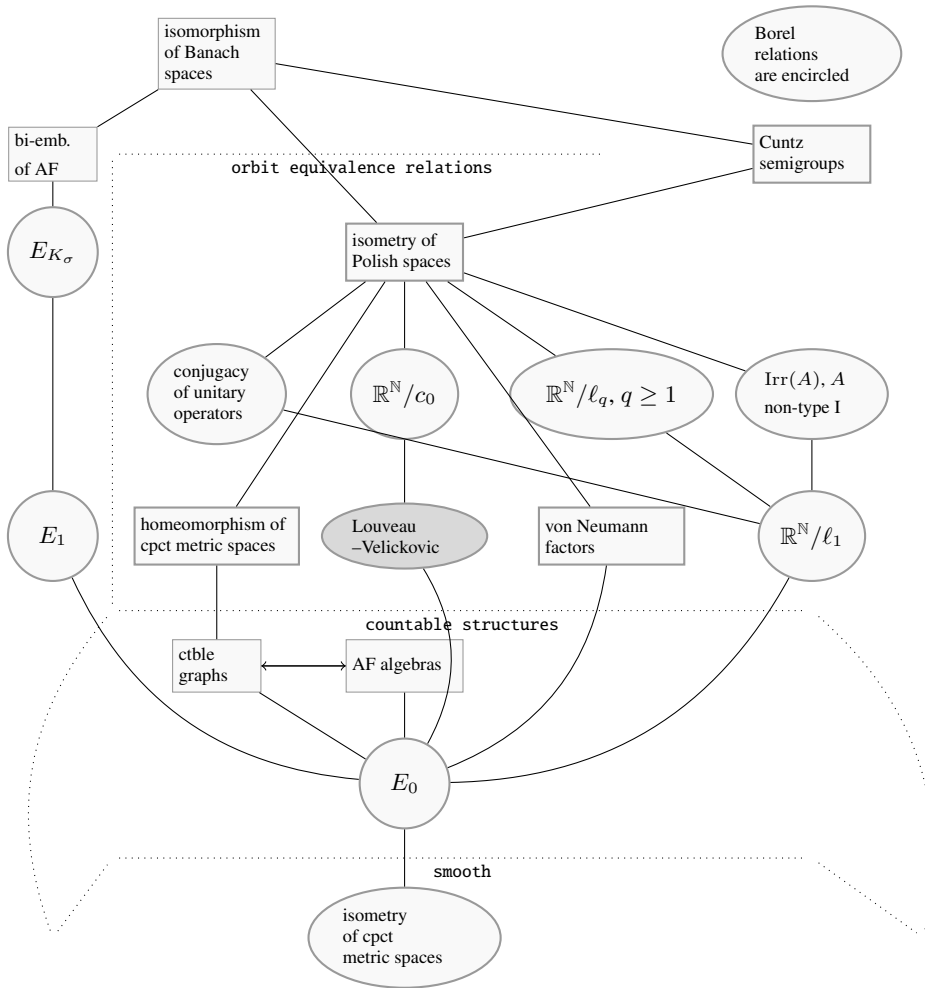 isomorphism
of Banach
spaces
Borel
relations
are encircled
bi-emb.
of AF
Cuntz
semigroups
orbit equivalence relations
isometry of
Polish spaces
E_{K_σ}
conjugacy
of unitary
operators
ℝ^ℕ/c_0
ℝ^ℕ/ℓ_q, q ≥ 1
Irr(A), A
non-type I
E_1
homeomorphism of
cpct metric spaces
Louveau
–Velickovic
von Neumann
factors
ℝ^ℕ/ℓ_1
countable structures
ctble
graphs
AF algebras
E_0
smooth
isometry
of cpct
metric spaces